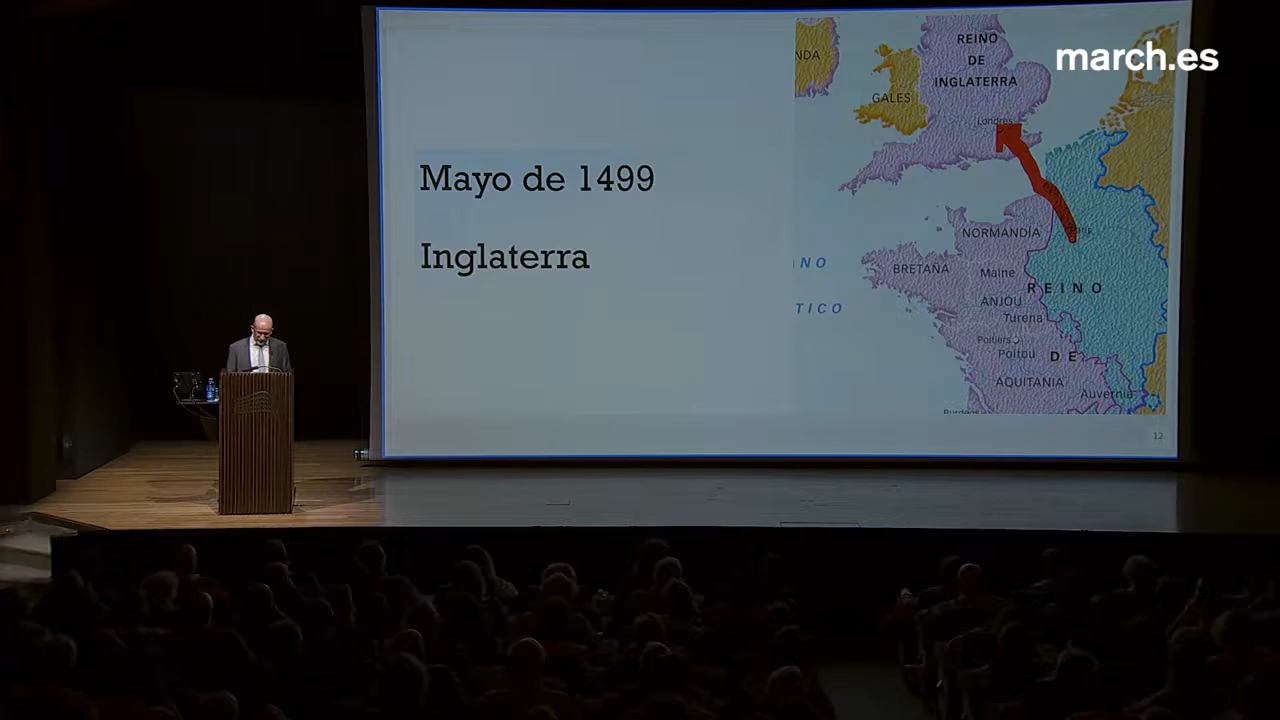 march.es
Mayo de 1499
Inglaterra
NDA
REINO
DE
INGLATERRA
GALES
Londres
NORMANDÍA
BRETAÑA
Maine
NO
REINO
ANJOU
TICO
Turena
Poitiers
Poitou
DE
AQUITANIA
Auvernia
12